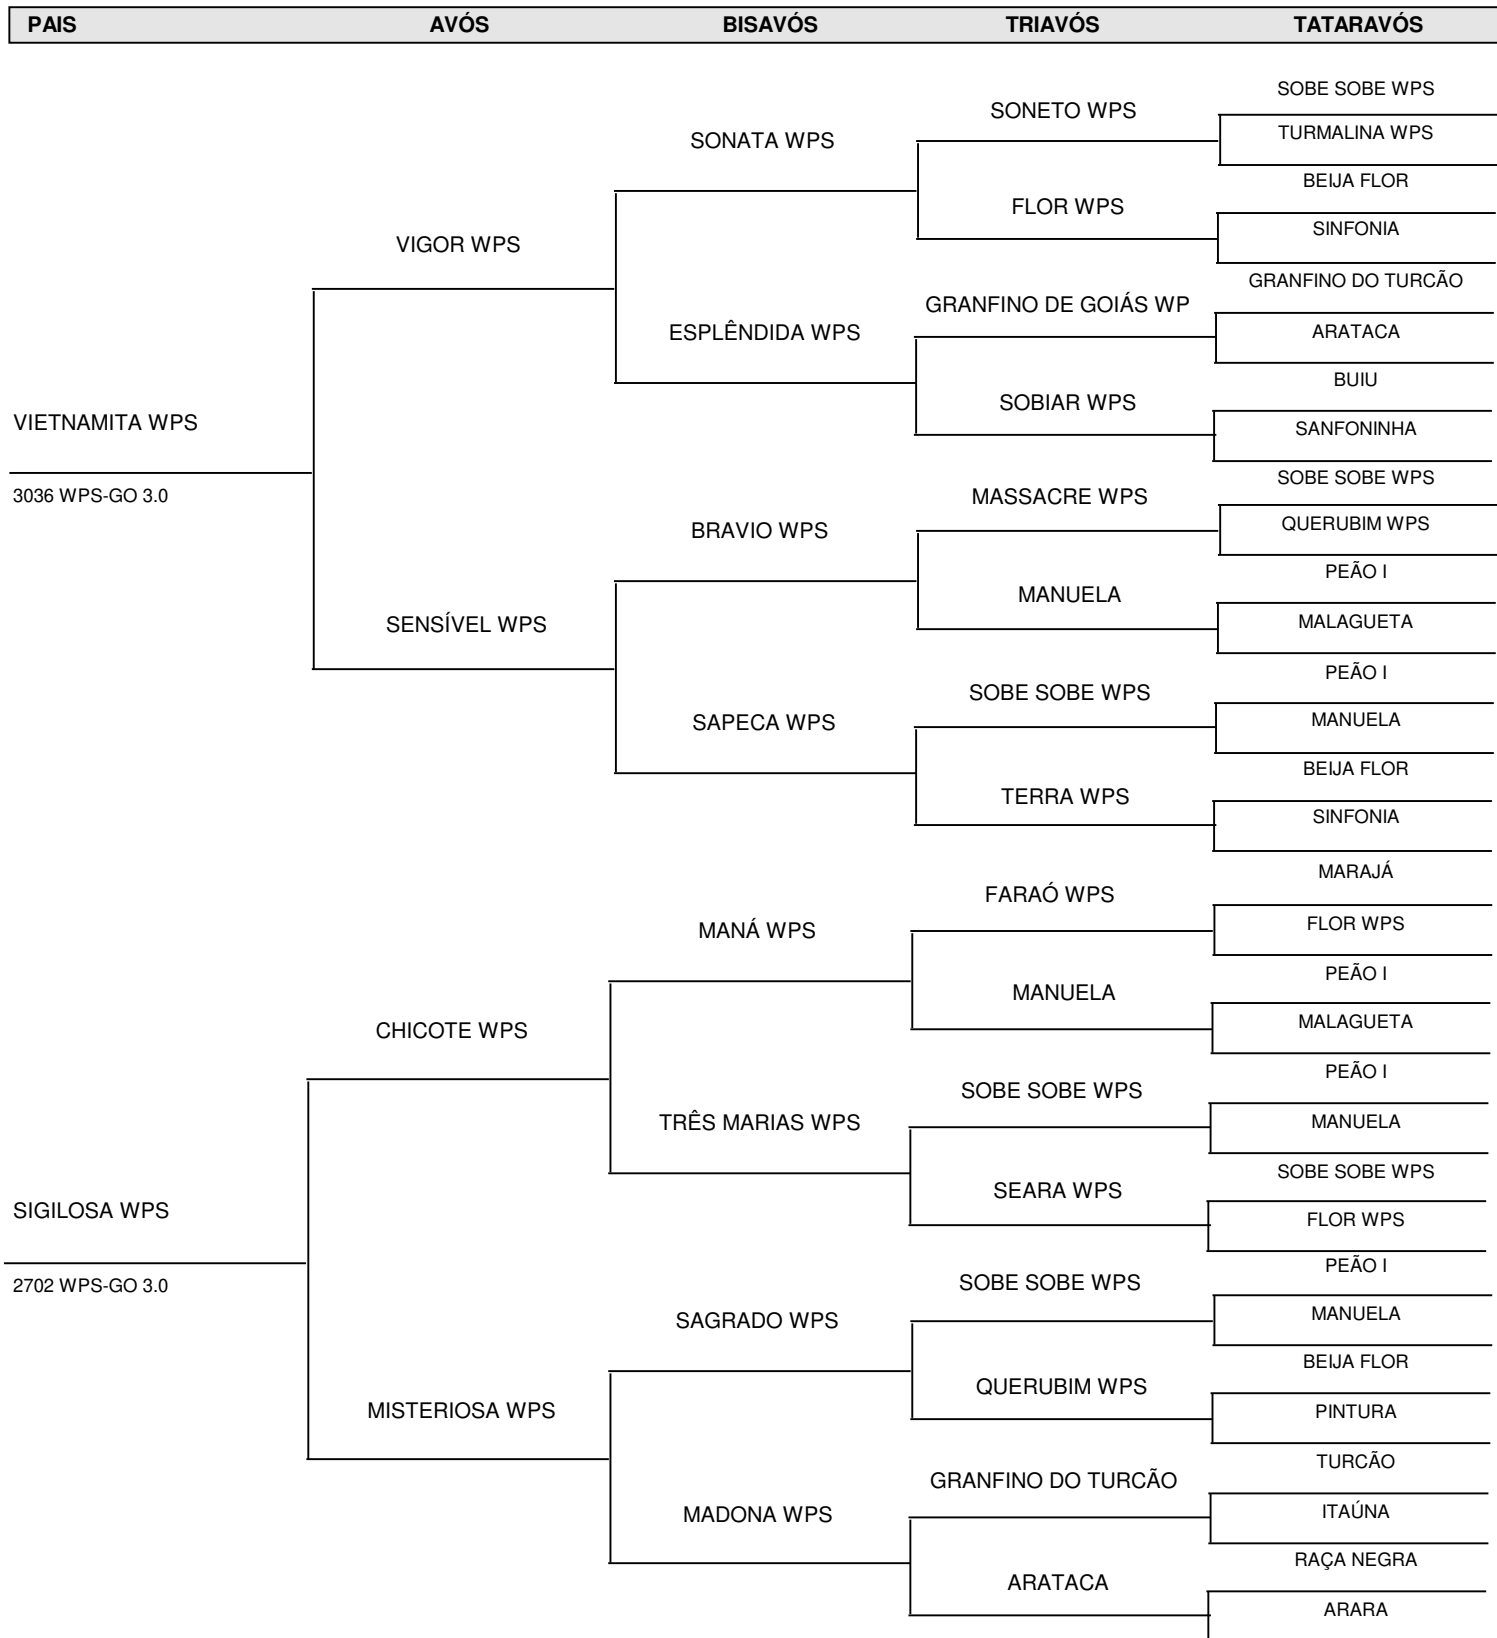 PAIS AVÓS BISAVÓS TRIAVÓS TATARAVÓS
SOBE SOBE WPS
SONETO WPS
TURMALINA WPS
SONATA WPS
BEIJA FLOR
FLOR WPS
SINFONIA
VIGOR WPS
GRANFINO DO TURCÃO
GRANFINO DE GOIÁS WP
ARATACA
ESPLÊNDIDA WPS
BUIU
SOBIAR WPS
SANFONINHA
VIETNAMITA WPS
3036 WPS-GO 3.0
SOBE SOBE WPS
MASSACRE WPS
QUERUBIM WPS
BRAVIO WPS
PEÃO I
MANUELA
MALAGUETA
SENSÍVEL WPS
PEÃO I
SOBE SOBE WPS
MANUELA
SAPECA WPS
BEIJA FLOR
TERRA WPS
SINFONIA
MARAJÁ
FARAÓ WPS
FLOR WPS
MANÁ WPS
PEÃO I
MANUELA
MALAGUETA
CHICOTE WPS
PEÃO I
SOBE SOBE WPS
MANUELA
TRÊS MARIAS WPS
SOBE SOBE WPS
SEARA WPS
FLOR WPS
SIGILOSA WPS
2702 WPS-GO 3.0
PEÃO I
SOBE SOBE WPS
MANUELA
SAGRADO WPS
BEIJA FLOR
QUERUBIM WPS
PINTURA
MISTERIOSA WPS
TURCÃO
GRANFINO DO TURCÃO
ITAÚNA
MADONA WPS
RAÇA NEGRA
ARATACA
ARARA